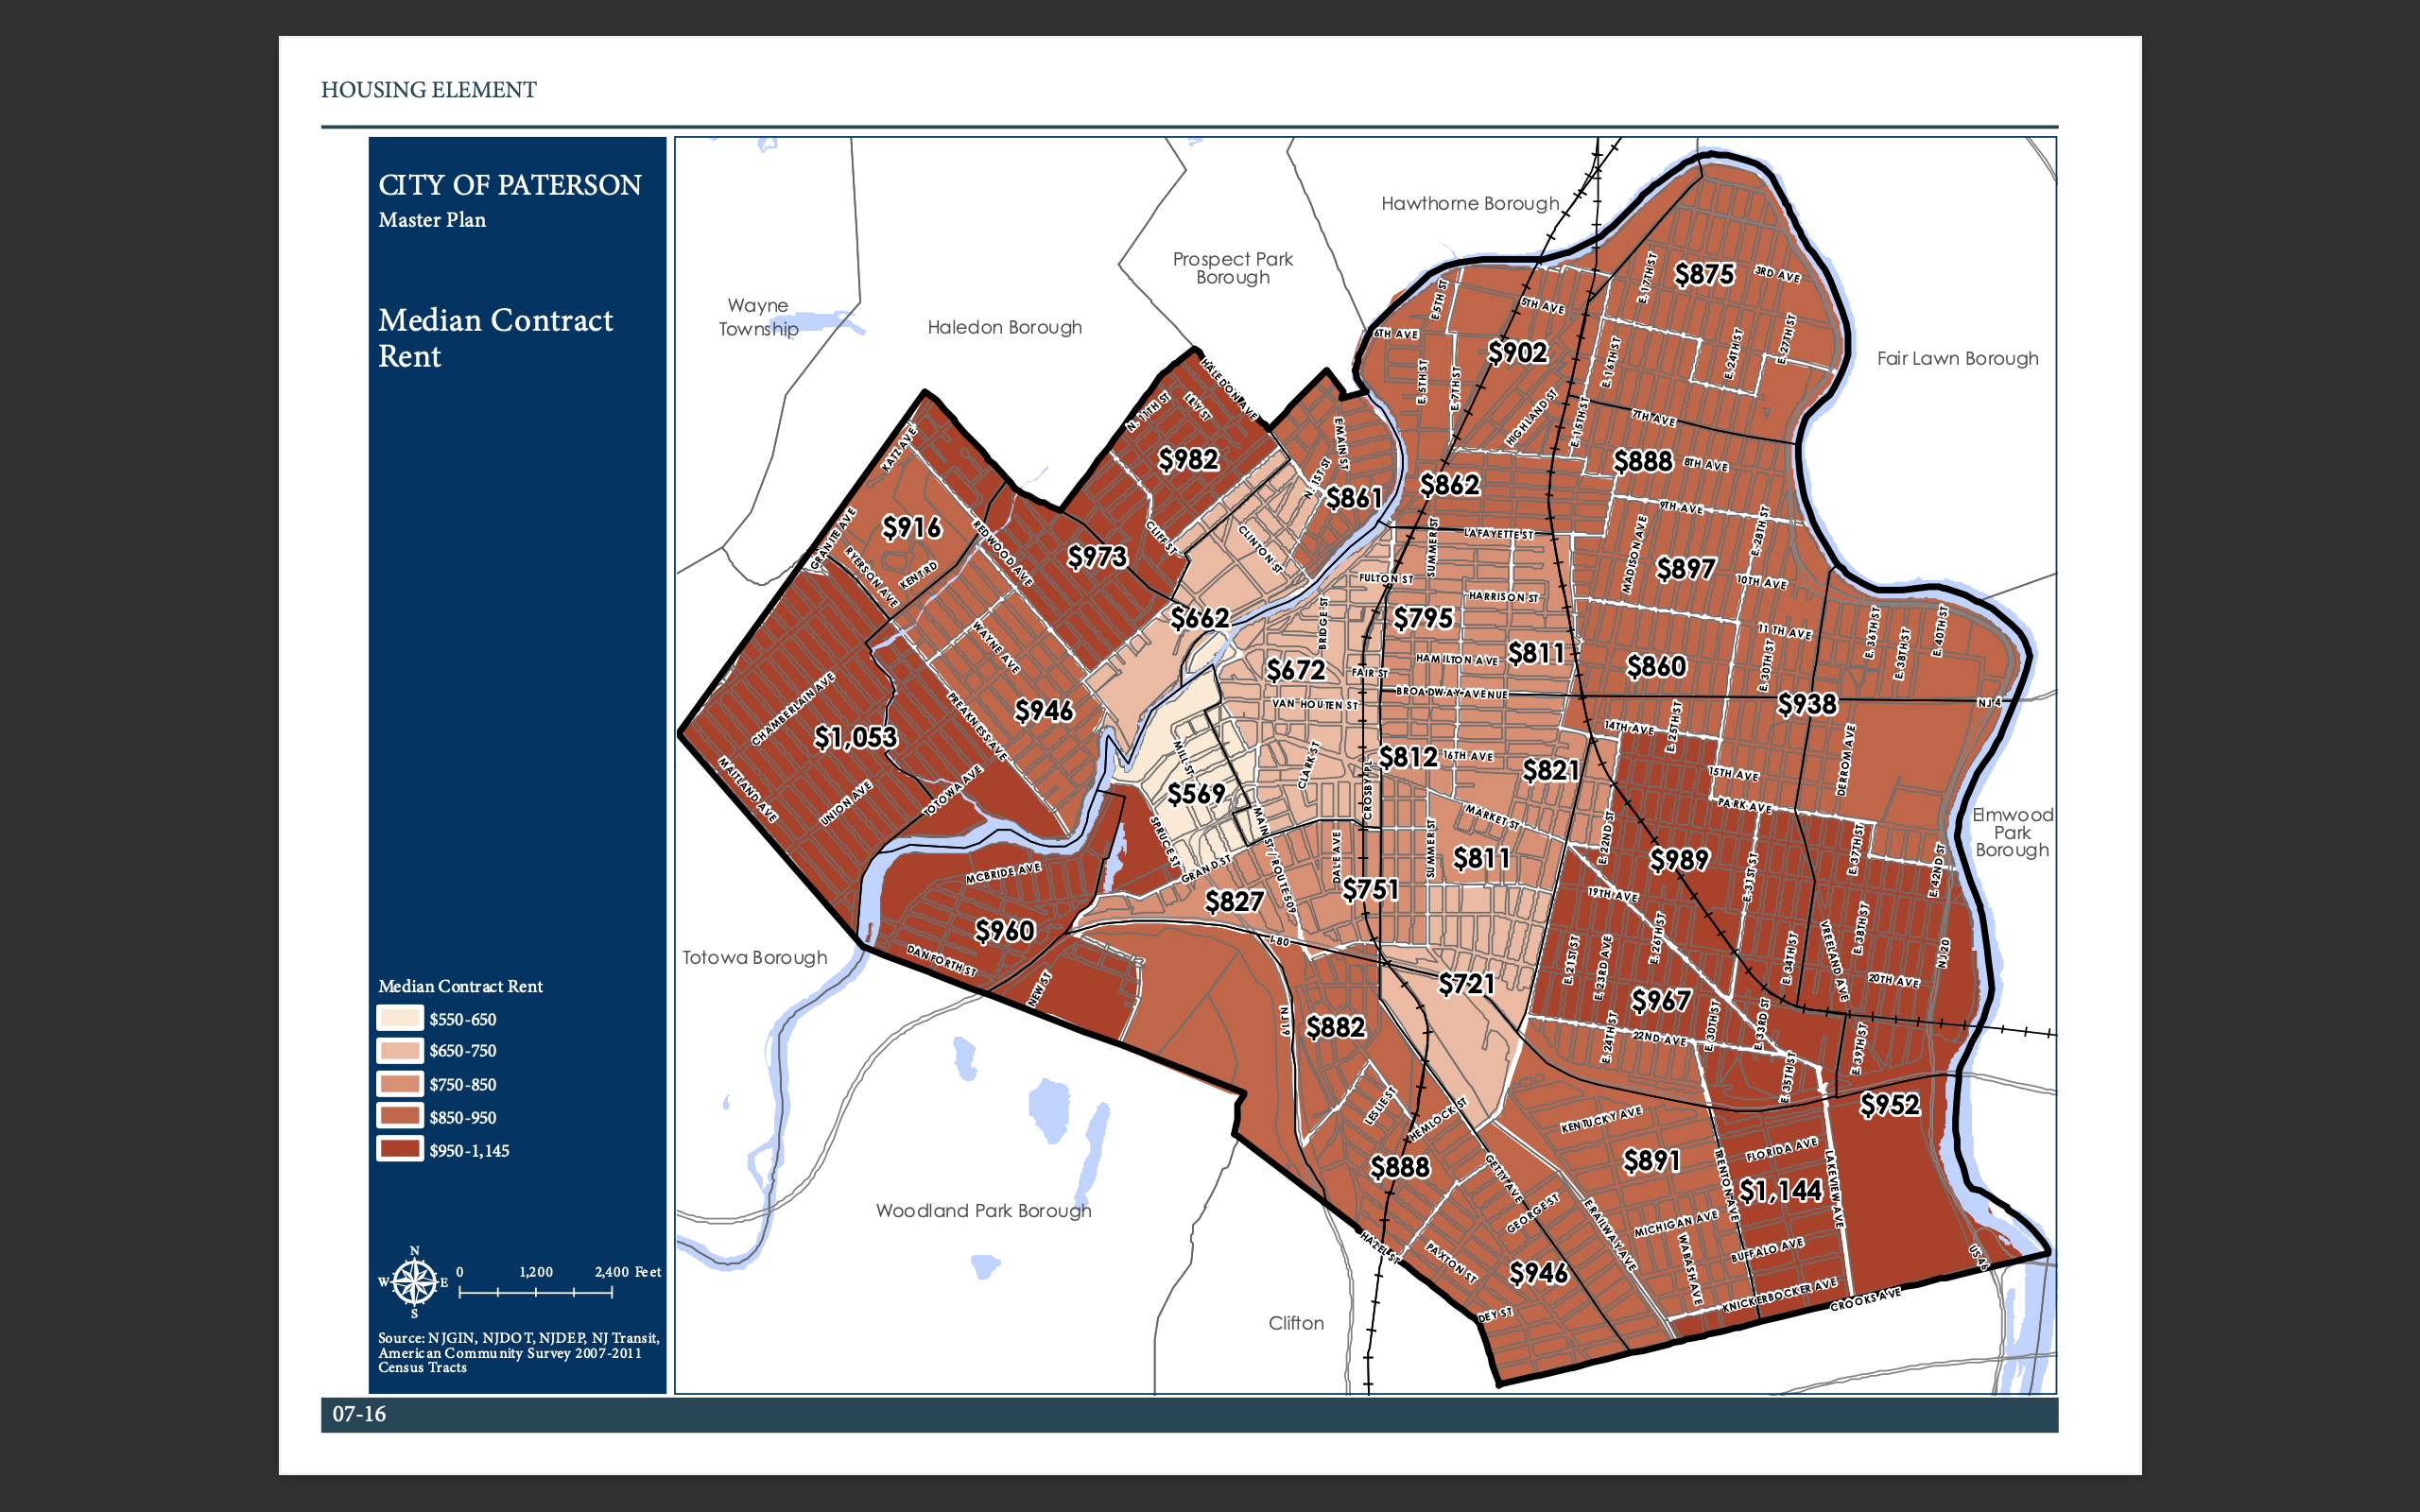 HOUSING ELEMENT
CITY OF PATERSON
Master Plan
Median Contract
Rent
Median Contract Rent
$550-650
$650-750
$750-850
$850-950
$950-1,145
N
W
E
S
0
1,200
2,400 Feet
Source: NJGIN, NJDOT, NJDEP, NJ Transit,
American Community Survey 2007-2011
Census Tracts
Hawthorne Borough
Prospect Park
Borough
Wayne
Township
Haledon Borough
Fair Lawn Borough
Elmwood
Park
Borough
Totowa Borough
Woodland Park Borough
Clifton
$875
3RD AVE
E. 17TH ST
E 5TH ST
5TH AVE
6TH AVE
$902
E. 16TH ST
E. 24TH ST
E. 27TH ST
E. 5TH ST
E. 7TH ST
HIGHLAND ST
E. 15TH ST
7TH AVE
HALEDON AVE
N. 11TH ST
LILY ST
$982
E MAIN ST
N. 1ST ST
$861
$862
$888
8TH AVE
9TH AVE
KATZ AVE
GRANITE AVE
$916
RYERSON AVE
KENT RD
REDWOOD AVE
$973
CLIFF ST
CLINTON ST
SUMMER ST
LAFAYETTE ST
MADISON AVE
E. 28TH ST
$897
10TH AVE
FULTON ST
HARRISON ST
$662
BRIDGE ST
$795
11 TH AVE
E. 36TH ST
E. 38TH ST
E. 40TH ST
WAYNE AVE
$672
FAIR ST
HAMILTON AVE
$811
$860
E. 30TH ST
BROADWAY AVENUE
VAN HOUTEN ST
$938
NJ 4
CHAMBERLAIN AVE
$1,053
PREAKNESS AVE
$946
14TH AVE
E. 25TH ST
MILL ST
CLARK ST
$812
16TH AVE
$821
15TH AVE
DERROM AVE
MAITLAND AVE
UNION AVE
TOTOWA AVE
$569
CROSBY PL
PARK AVE
SPRUCE ST
MAIN ST / ROUTE 509
MARKET ST
DALE AVE
SUMMER ST
E. 22ND ST
$811
$989
E. 37TH ST
E. 42ND ST
MCBRIDE AVE
GRAND ST
$827
$751
19TH AVE
E. 31 ST
$960
DANFORTH ST
NEW ST
I-80
E. 21 ST ST
E. 23RD AVE
E. 26TH ST
E. 34TH ST
VREELAND AVE
E. 38TH ST
NJ 20
20TH AVE
$721
$967
NJ 19
$882
E. 24TH ST
22ND AVE
E. 30TH ST
E. 33RD ST
E. 35TH ST
E. 39TH ST
LESLIE ST
HEMLOCK ST
KENTUCKY AVE
$952
$888
GETTY AVE
$891
TRENTON AVE
FLORIDA AVE
LAKEVIEW AVE
$1,144
GEORGE ST
E RAILWAY AVE
MICHIGAN AVE
WABASH AVE
BUFFALO AVE
HAZEL ST
PAXTON ST
$946
US 46
KNICKERBOCKER AVE
CROOKS AVE
DEY ST
07-16